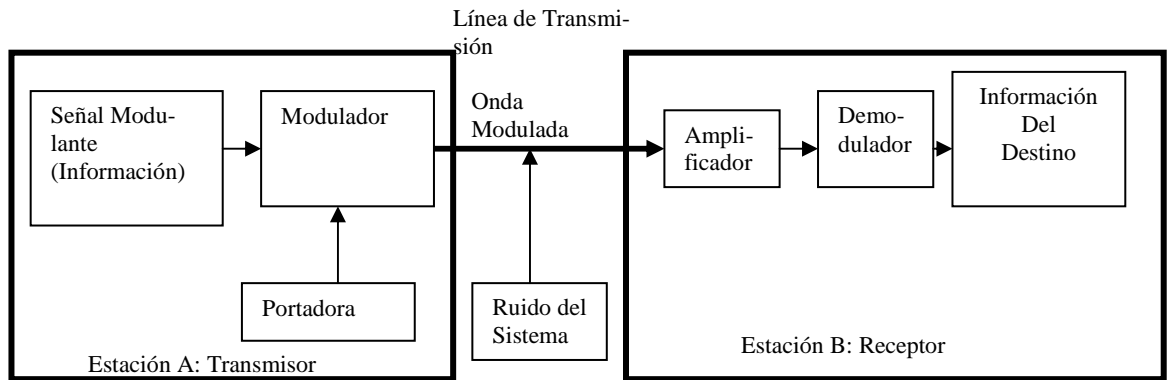 Línea de Transmi-
sión
Señal Modu-
lante
(Información)
Modulador
Onda
Modulada
Ampli-
ficador
Demo-
dulador
Información
Del
Destino
Portadora
Ruido del
Sistema
Estación A: Transmisor
Estación B: Receptor